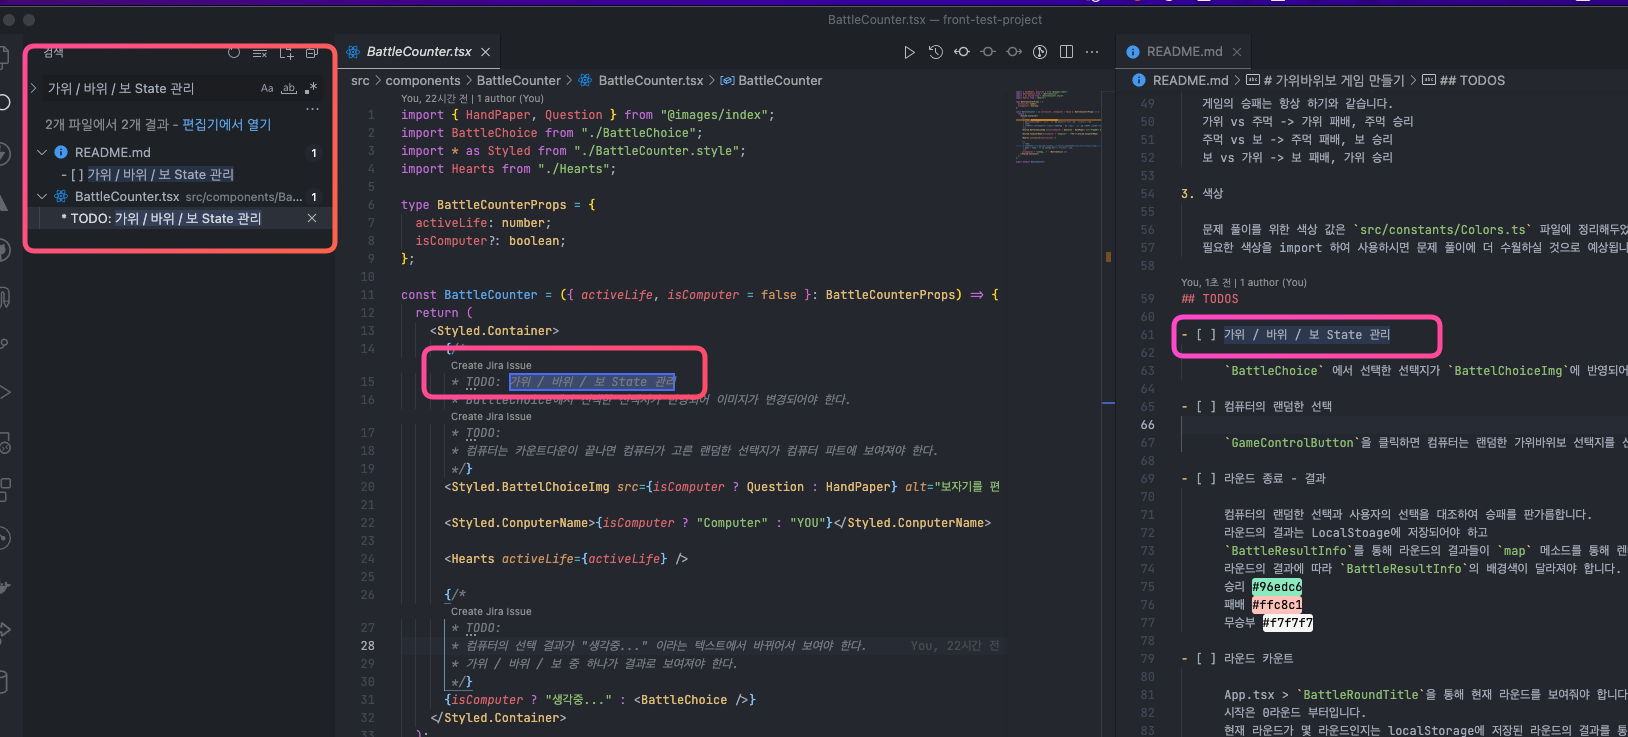 BattleCounter.tsx — front-test-project
검색
가위 / 바위 / 보 State 관리
Aa ab .*
2개 파일에서 2개 결과 - 편집기에서 열기
README.md 1
- [ ] 가위 / 바위 / 보 State 관리
BattleCounter.tsx src/components/Ba... 1
* TODO: 가위 / 바위 / 보 State 관리
BattleCounter.tsx
src > components > BattleCounter > BattleCounter.tsx > BattleCounter
You, 22시간 전 | 1 author (You)
1 import { HandPaper, Question } from "@images/index";
2 import BattleChoice from "./BattleChoice";
3 import * as Styled from "./BattleCounter.style";
4 import Hearts from "./Hearts";
5
6 type BattleCounterProps = {
7 activeLife: number;
8 isComputer?: boolean;
9 };
10
11 const BattleCounter = ({ activeLife, isComputer = false }: BattleCounterProps) => {
12 return (
13 <Styled.Container>
14 {/*
Create Jira Issue
15 * TODO: 가위 / 바위 / 보 State 관리
16 * BattleChoice에서 선택한 선택지가 반영되어 이미지가 변경되어야 한다.
Create Jira Issue
17 * TODO:
18 * 컴퓨터는 카운트다운이 끝나면 컴퓨터가 고른 랜덤한 선택지가 컴퓨터 파트에 보여져야 한다.
19 */}
20 <Styled.BattelChoiceImg src={isComputer ? Question : HandPaper} alt="보자기를 편
21
22 <Styled.ConputerName>{isComputer ? "Computer" : "YOU"}</Styled.ConputerName>
23
24 <Hearts activeLife={activeLife} />
25
26 {/*
Create Jira Issue
27 * TODO:
28 * 컴퓨터의 선택 결과가 "생각중..." 이라는 텍스트에서 바뀌어서 보여야 한다. You, 22시간 전
29 * 가위 / 바위 / 보 중 하나가 결과로 보여져야 한다.
30 */}
31 {isComputer ? "생각중..." : <BattleChoice />}
32 </Styled.Container>
33 );
README.md
README.md > # 가위바위보 게임 만들기 > ## TODOS
49 게임의 승패는 항상 하기와 같습니다.
50 가위 vs 주먹 -> 가위 패배, 주먹 승리
51 주먹 vs 보 -> 주먹 패배, 보 승리
52 보 vs 가위 -> 보 패배, 가위 승리
53
54 3. 색상
55
56 문제 풀이를 위한 색상 값은 `src/constants/Colors.ts` 파일에 정리해두었
57 필요한 색상을 import 하여 사용하시면 문제 풀이에 더 수월하실 것으로 예상됩니
58
You, 1초 전 | 1 author (You)
59 ## TODOS
60
61 - [ ] 가위 / 바위 / 보 State 관리
62
63 `BattleChoice` 에서 선택한 선택지가 `BattelChoiceImg`에 반영되어
64
65 - [ ] 컴퓨터의 랜덤한 선택
66
67 `GameControlButton`을 클릭하면 컴퓨터는 랜덤한 가위바위보 선택지를 선
68
69 - [ ] 라운드 종료 - 결과
70
71 컴퓨터의 랜덤한 선택과 사용자의 선택을 대조하여 승패를 판가름합니다.
72 라운드의 결과는 LocalStoage에 저장되어야 하고
73 `BattleResultInfo`를 통해 라운드의 결과들이 `map` 메소드를 통해 렌
74 라운드의 결과에 따라 `BattleResultInfo`의 배경색이 달라져야 합니다.
75 승리 #96edc6
76 패배 #ffc8c1
77 무승부 #f7f7f7
78
79 - [ ] 라운드 카운트
80
81 App.tsx > `BattleRoundTitle`을 통해 현재 라운드를 보여줘야 합니다
82 시작은 0라운드 부터입니다.
83 현재 라운드가 몇 라운드인지는 localStorage에 저장된 라운드의 결과를 통